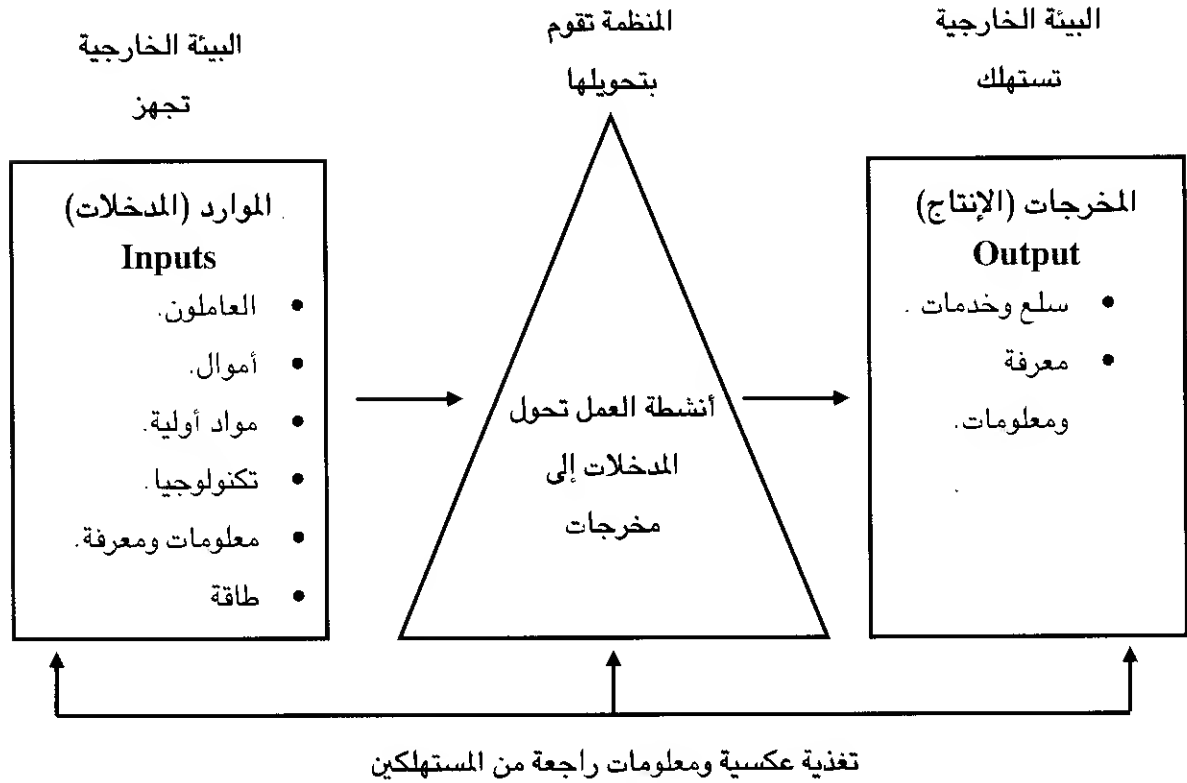 البيئة الخارجية
تجهز
المنظمة تقوم
بتحويلها
البيئة الخارجية
تستهلك
الموارد (المدخلات)
Inputs
• العاملون.
• أموال.
• مواد أولية.
• تكنولوجيا.
• معلومات ومعرفة.
• طاقة
أنشطة العمل تحول
المدخلات إلى
مخرجات
المخرجات (الإنتاج)
Output
• سلع وخدمات .
• معرفة
ومعلومات.
تغذية عكسية ومعلومات راجعة من المستهلكين